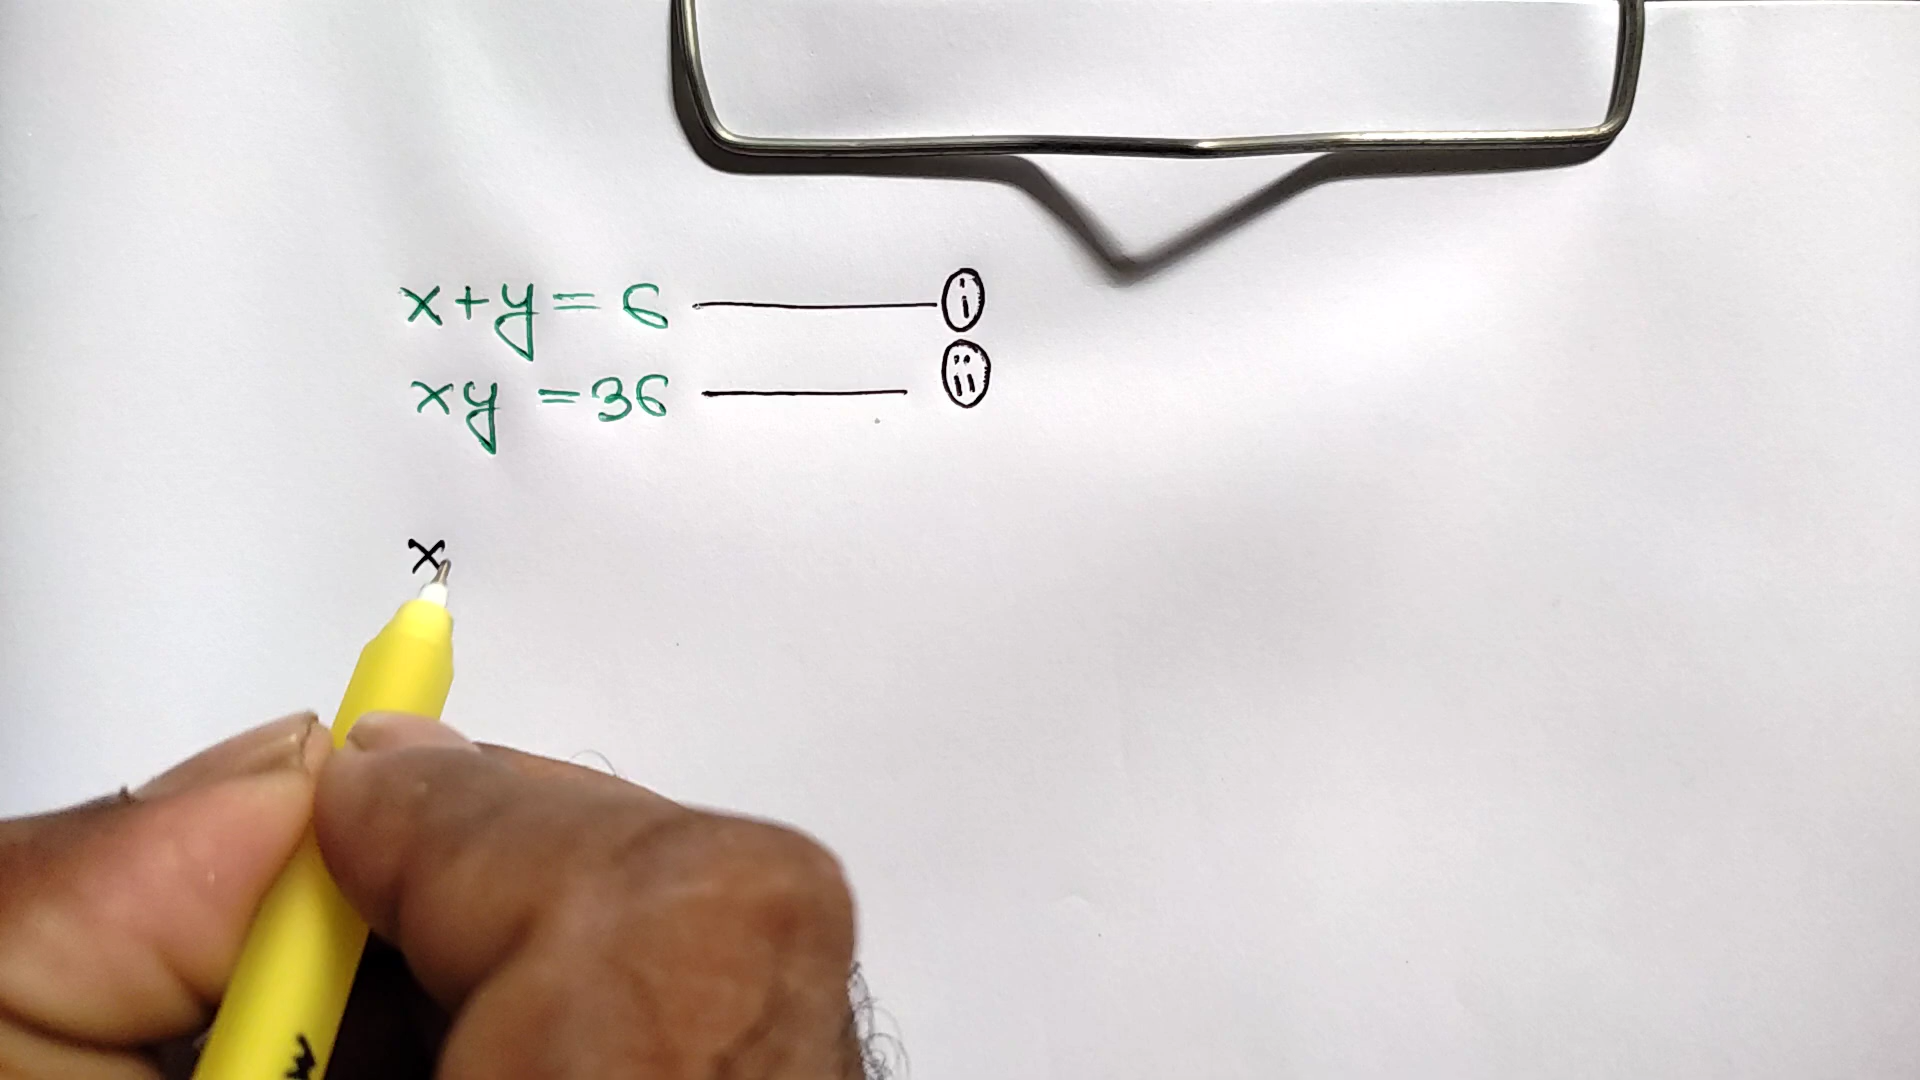 x+y=6 ——— (i)
xy =36 ——— (ii)
x